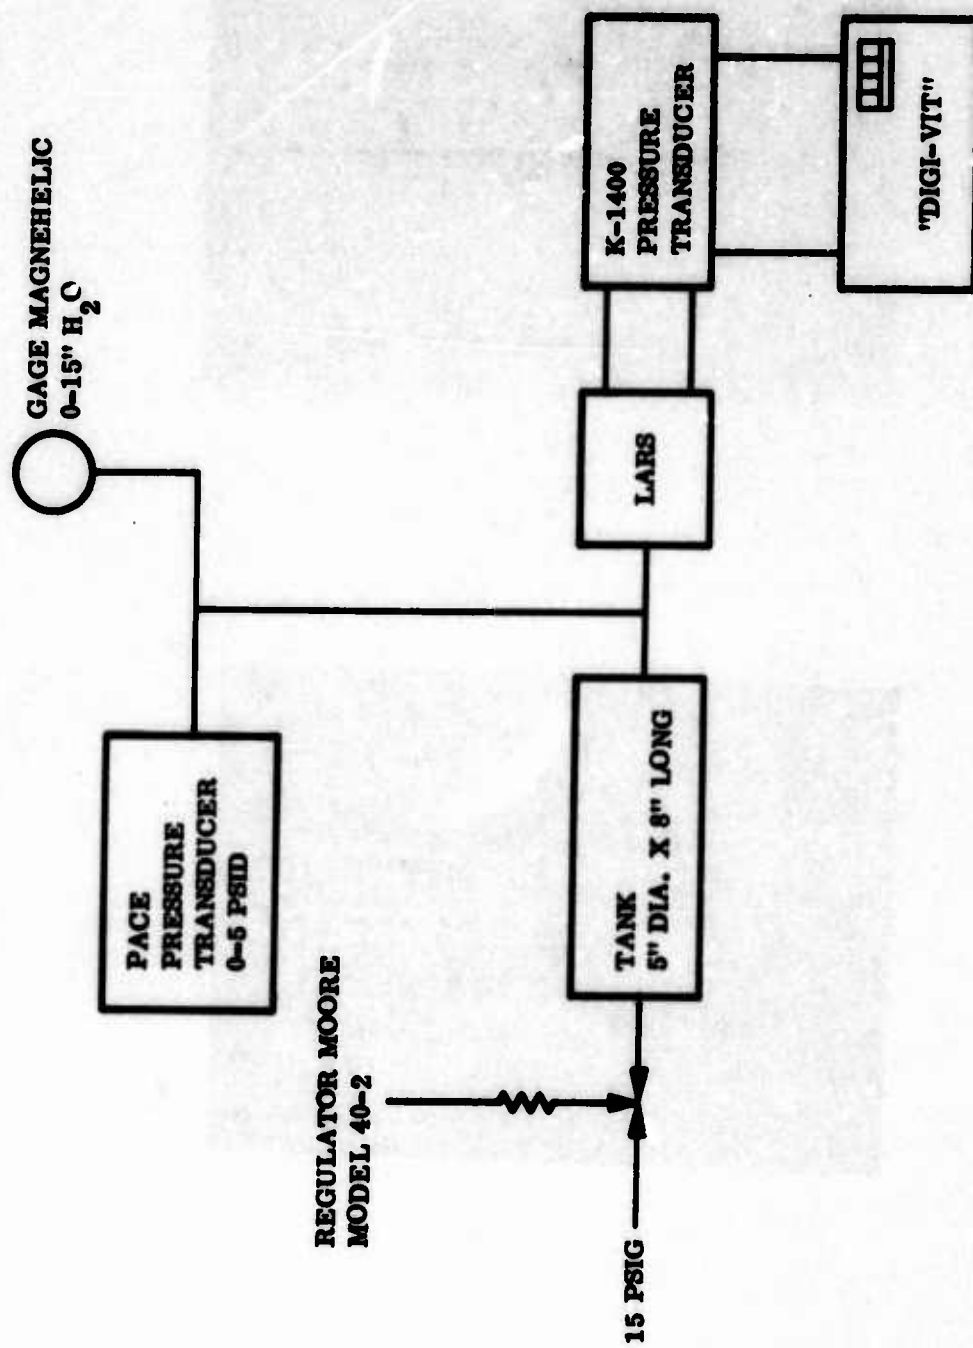 GAGE MAGNEHELIC
0-15" H2O
PACE
PRESSURE
TRANSDUCER
0-5 PSID
REGULATOR MOORE
MODEL 40-2
15 PSIG
TANK
5" DIA. X 8" LONG
LARS
K-1400
PRESSURE
TRANSDUCER
"DIGI-VIT"